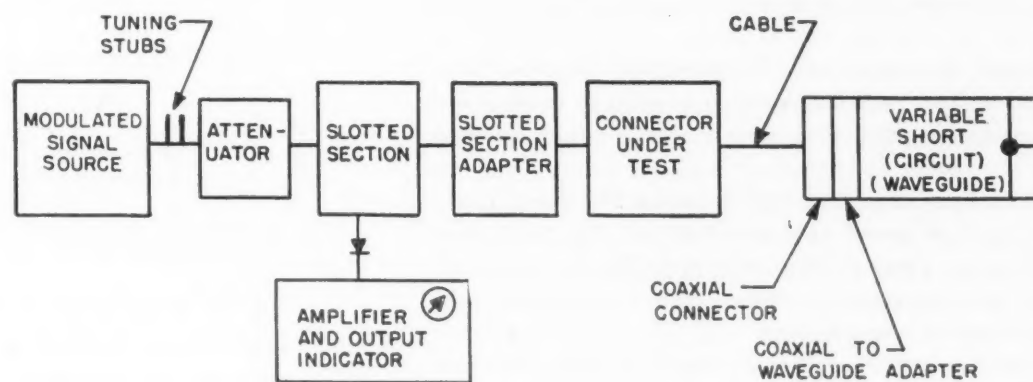 TUNING
STUBS
CABLE
MODULATED
SIGNAL
SOURCE
ATTEN-
UATOR
SLOTTED
SECTION
SLOTTED
SECTION
ADAPTER
CONNECTOR
UNDER
TEST
VARIABLE
SHORT
(CIRCUIT)
(WAVEGUIDE)
AMPLIFIER
AND OUTPUT
INDICATOR
COAXIAL
CONNECTOR
COAXIAL TO
WAVEGUIDE ADAPTER